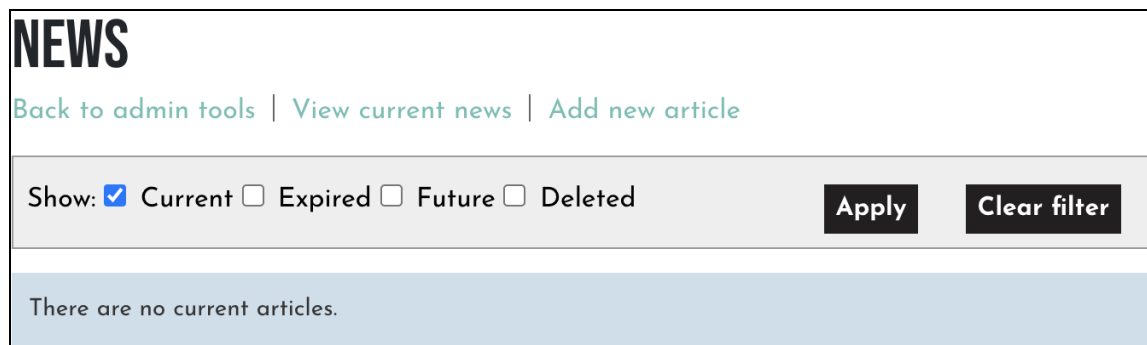 NEWS
Back to admin tools | View current news | Add new article
Show: Current Expired Future Deleted Apply Clear filter
There are no current articles.